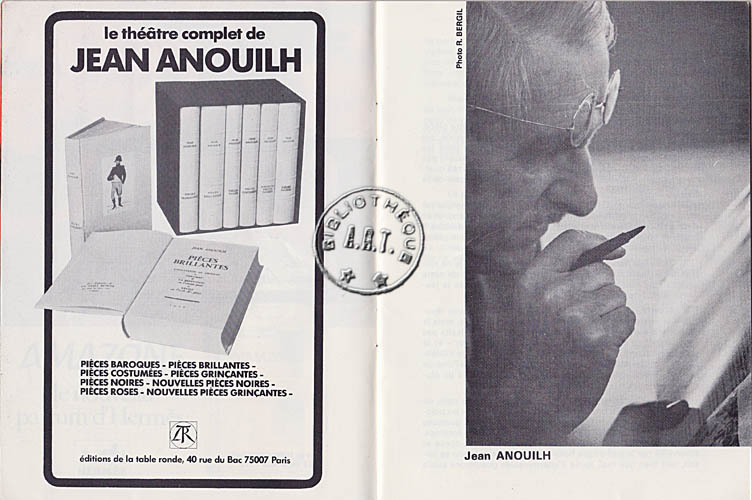 le théâtre complet de
JEAN ANOUILH
JEAN ANOUILH
PIÈCES
BRILLANTES
PIÈCES BAROQUES - PIÈCES BRILLANTES -
PIÈCES COSTUMÉES - PIÈCES GRINÇANTES -
PIÈCES NOIRES - NOUVELLES PIÈCES NOIRES -
PIÈCES ROSES - NOUVELLES PIÈCES GRINÇANTES -
éditions de la table ronde, 40 rue du Bac 75007 Paris
BIBLIOTHÈQUE
A.R.T.
Photo R. BERGIL
Jean ANOUILH